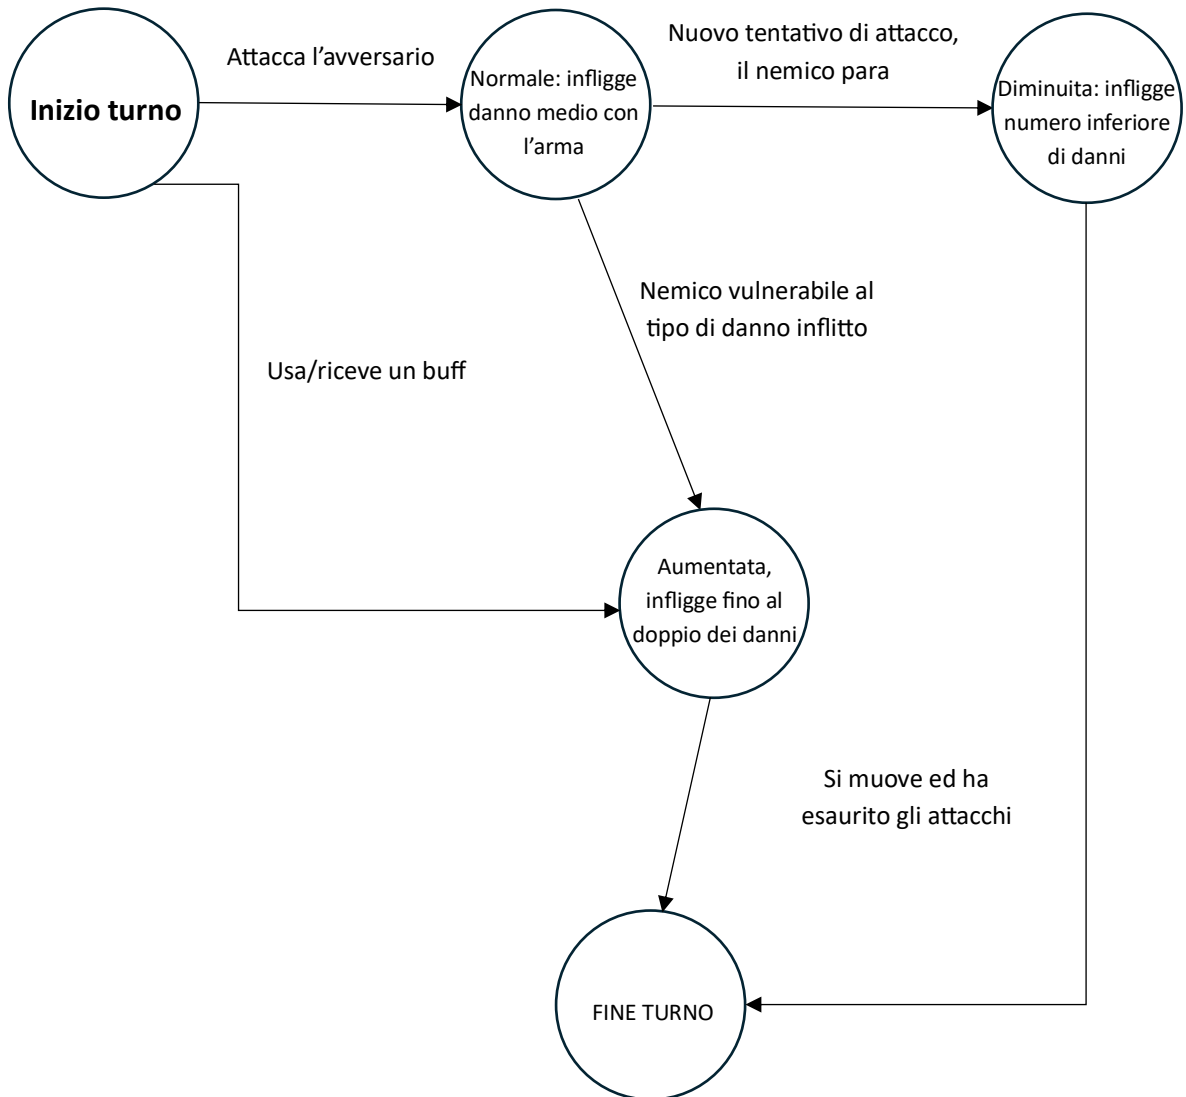 Attacca l’avversario
Nuovo tentativo di attacco,
il nemico para
Inizio turno
Normale: infligge
danno medio con
l’arma
Diminuita: infligge
numero inferiore
di danni
Nemico vulnerabile al
tipo di danno inflitto
Usa/riceve un buff
Aumentata,
infligge fino al
doppio dei danni
Si muove ed ha
esaurito gli attacchi
FINE TURNO